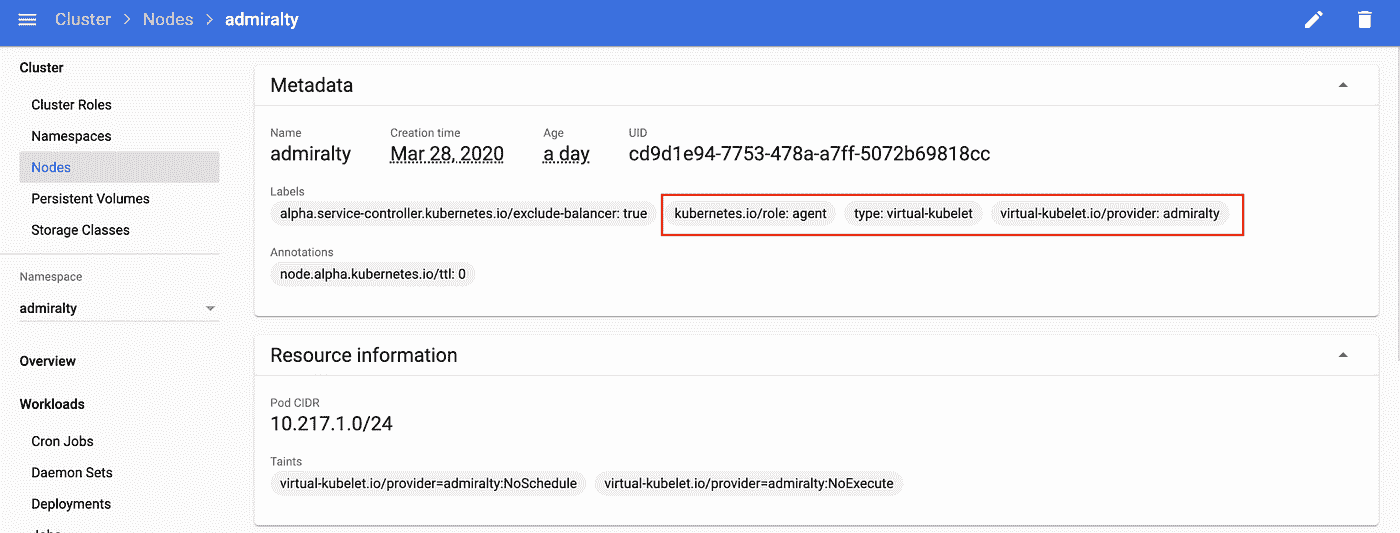 Cluster > Nodes > admiralty
Cluster
Cluster Roles
Namespaces
Nodes
Persistent Volumes
Storage Classes
Namespace
admiralty
Overview
Workloads
Cron Jobs
Daemon Sets
Deployments
Metadata
Name Creation time Age UID
admiralty Mar 28, 2020 a day cd9d1e94-7753-478a-a7ff-5072b69818cc
Labels
alpha.service-controller.kubernetes.io/exclude-balancer: true kubernetes.io/role: agent type: virtual-kubelet virtual-kubelet.io/provider: admiralty
Annotations
node.alpha.kubernetes.io/ttl: 0
Resource information
Pod CIDR
10.217.1.0/24
Taints
virtual-kubelet.io/provider=admiralty:NoSchedule virtual-kubelet.io/provider=admiralty:NoExecute